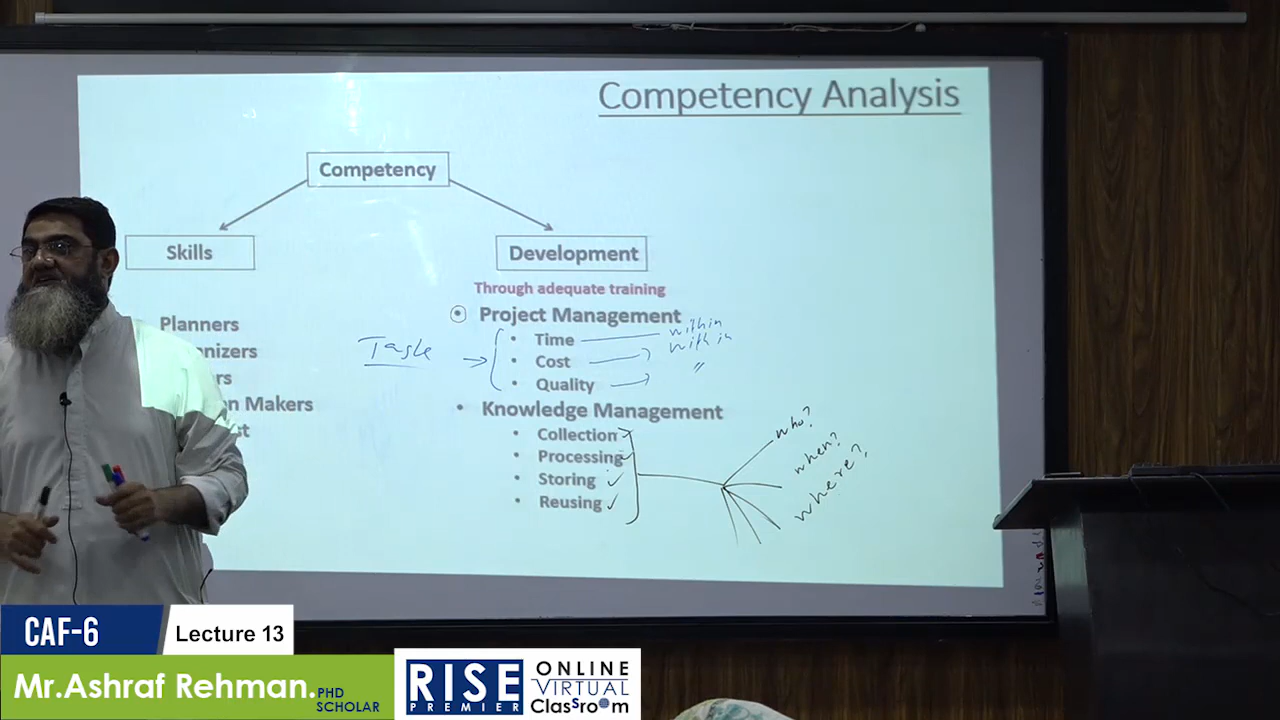 Competency Analysis
Competency
Skills
Development
Through adequate training
Planners
Project Management
Time within
Cost within
Quality "
Task
Makers
Knowledge Management
Collection
Processing
Storing
Reusing
who?
when?
where?
CAF-6
Lecture 13
Mr.Ashraf Rehman.PHD SCHOLAR
RISE PREMIER
ONLINE
VIRTUAL
Classroom